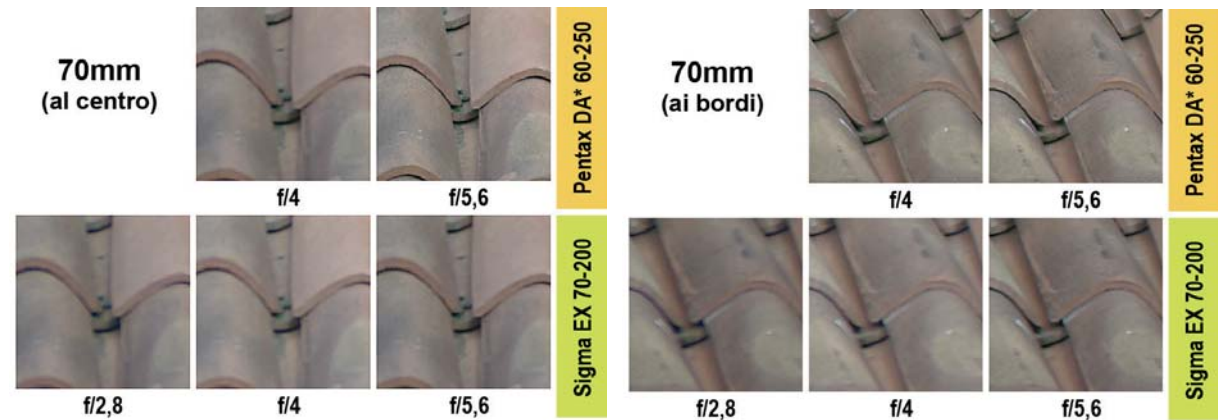 70mm
(al centro)
f/4
f/5,6
Pentax DA* 60-250
f/2,8
f/4
f/5,6
Sigma EX 70-200
70mm
(ai bordi)
f/4
f/5,6
Pentax DA* 60-250
f/2,8
f/4
f/5,6
Sigma EX 70-200